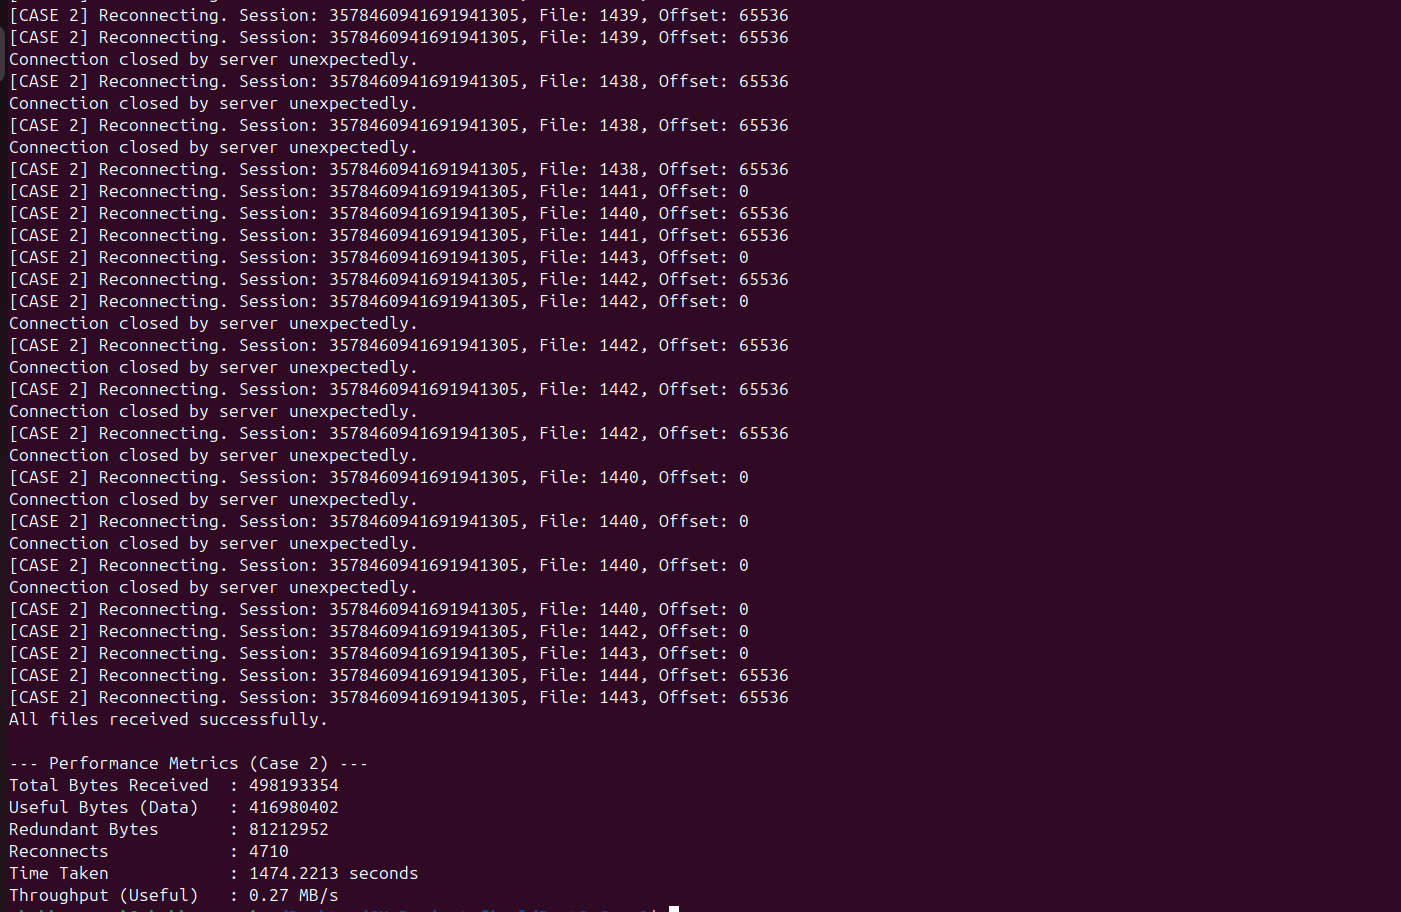 [CASE 2] Reconnecting. Session: 3578460941691941305, File: 1439, Offset: 65536
[CASE 2] Reconnecting. Session: 3578460941691941305, File: 1439, Offset: 65536
Connection closed by server unexpectedly.
[CASE 2] Reconnecting. Session: 3578460941691941305, File: 1438, Offset: 65536
Connection closed by server unexpectedly.
[CASE 2] Reconnecting. Session: 3578460941691941305, File: 1438, Offset: 65536
Connection closed by server unexpectedly.
[CASE 2] Reconnecting. Session: 3578460941691941305, File: 1438, Offset: 65536
[CASE 2] Reconnecting. Session: 3578460941691941305, File: 1441, Offset: 0
[CASE 2] Reconnecting. Session: 3578460941691941305, File: 1440, Offset: 65536
[CASE 2] Reconnecting. Session: 3578460941691941305, File: 1441, Offset: 65536
[CASE 2] Reconnecting. Session: 3578460941691941305, File: 1443, Offset: 0
[CASE 2] Reconnecting. Session: 3578460941691941305, File: 1442, Offset: 65536
[CASE 2] Reconnecting. Session: 3578460941691941305, File: 1442, Offset: 0
Connection closed by server unexpectedly.
[CASE 2] Reconnecting. Session: 3578460941691941305, File: 1442, Offset: 65536
Connection closed by server unexpectedly.
[CASE 2] Reconnecting. Session: 3578460941691941305, File: 1442, Offset: 65536
Connection closed by server unexpectedly.
[CASE 2] Reconnecting. Session: 3578460941691941305, File: 1442, Offset: 65536
Connection closed by server unexpectedly.
[CASE 2] Reconnecting. Session: 3578460941691941305, File: 1440, Offset: 0
Connection closed by server unexpectedly.
[CASE 2] Reconnecting. Session: 3578460941691941305, File: 1440, Offset: 0
Connection closed by server unexpectedly.
[CASE 2] Reconnecting. Session: 3578460941691941305, File: 1440, Offset: 0
Connection closed by server unexpectedly.
[CASE 2] Reconnecting. Session: 3578460941691941305, File: 1440, Offset: 0
[CASE 2] Reconnecting. Session: 3578460941691941305, File: 1442, Offset: 0
[CASE 2] Reconnecting. Session: 3578460941691941305, File: 1443, Offset: 0
[CASE 2] Reconnecting. Session: 3578460941691941305, File: 1444, Offset: 65536
[CASE 2] Reconnecting. Session: 3578460941691941305, File: 1443, Offset: 65536
All files received successfully.
--- Performance Metrics (Case 2) ---
Total Bytes Received  : 498193354
Useful Bytes (Data)   : 416980402
Redundant Bytes       : 81212952
Reconnects            : 4710
Time Taken            : 1474.2213 seconds
Throughput (Useful)   : 0.27 MB/s